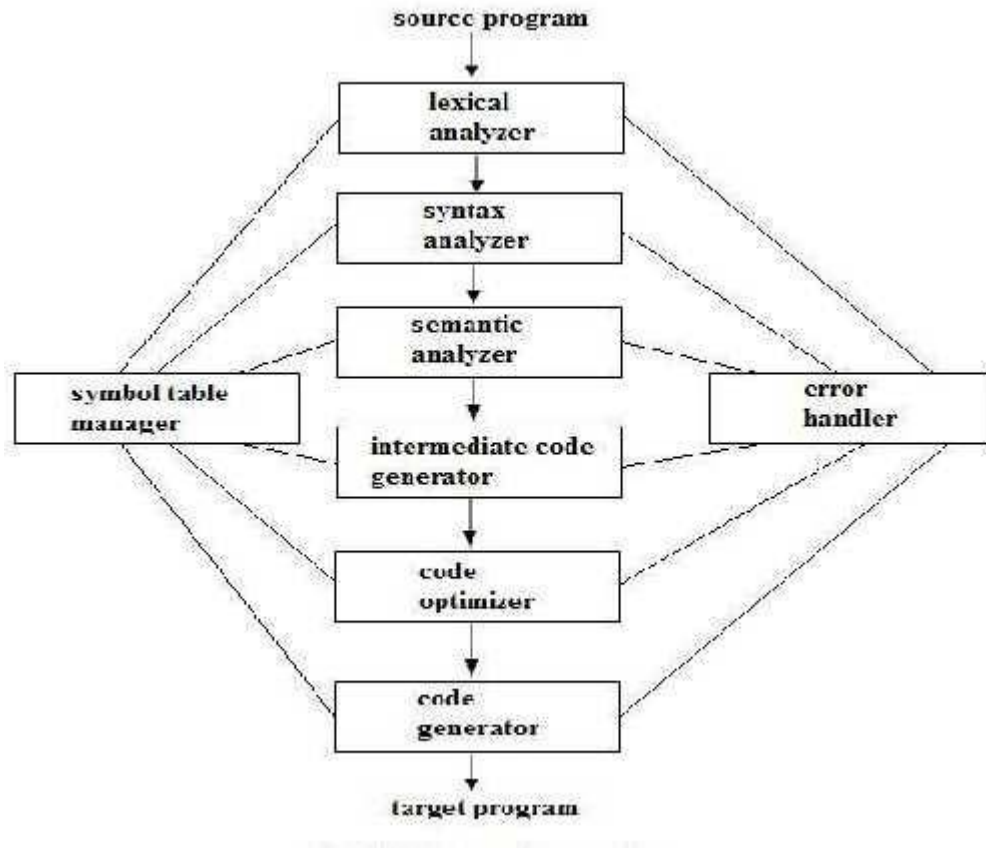 source program
lexical
analyzer
syntax
analyzer
semantic
analyzer
symbol table
manager
error
handler
intermediate code
generator
code
optimizer
code
generator
target program